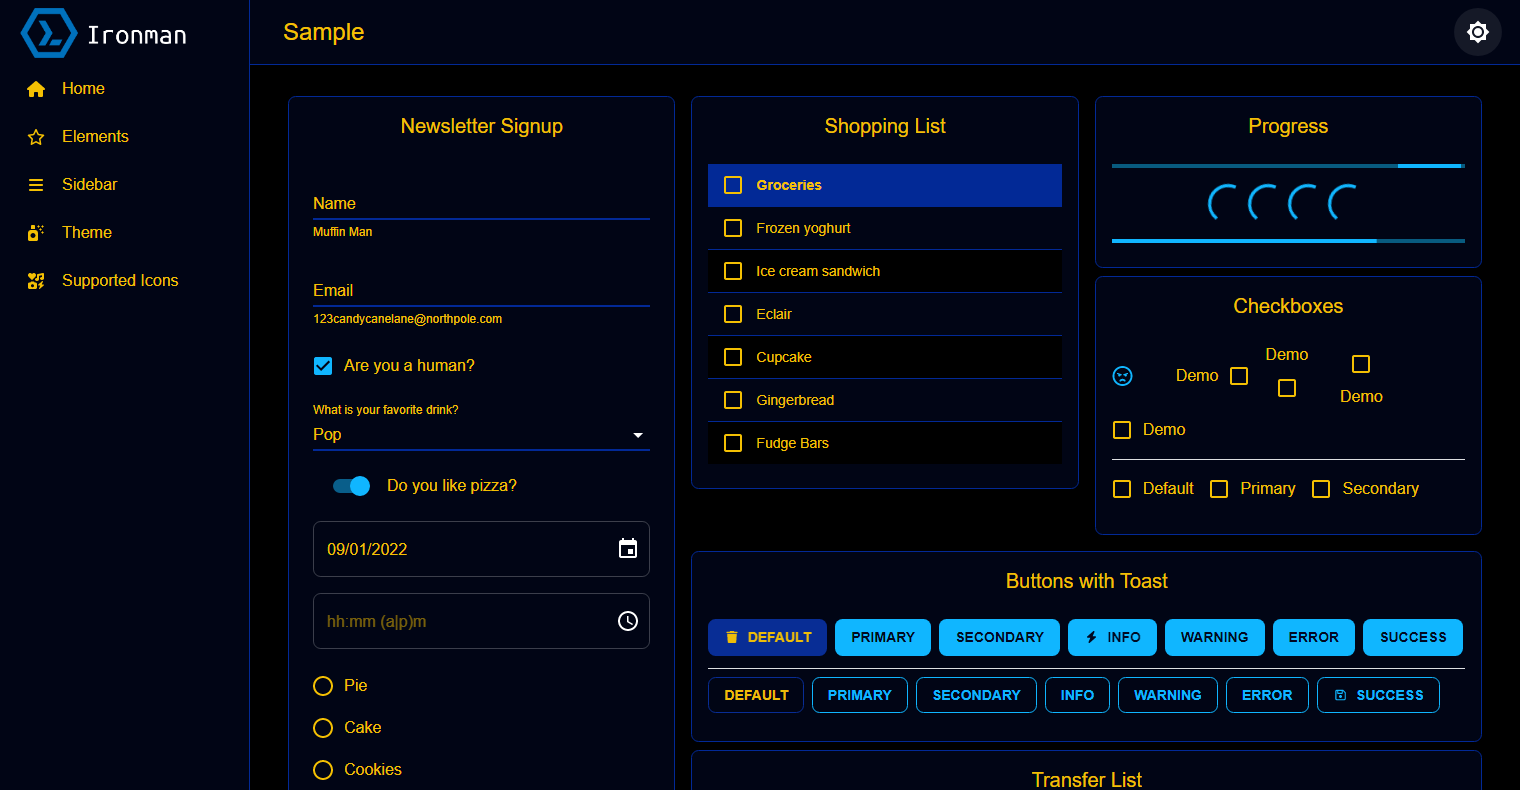 Ironman
Home
Elements
Sidebar
Theme
Supported Icons
Sample
Newsletter Signup
Name
Muffin Man
Email
123candycanelane@northpole.com
Are you a human?
What is your favorite drink?
Pop
Do you like pizza?
09/01/2022
hh:mm (a|p)m
Pie
Cake
Cookies
Shopping List
Groceries
Frozen yoghurt
Ice cream sandwich
Eclair
Cupcake
Gingerbread
Fudge Bars
Progress
Checkboxes
Demo
Demo
Demo
Demo
Default Primary Secondary
Buttons with Toast
DEFAULT PRIMARY SECONDARY INFO WARNING ERROR SUCCESS
DEFAULT PRIMARY SECONDARY INFO WARNING ERROR SUCCESS
Transfer List